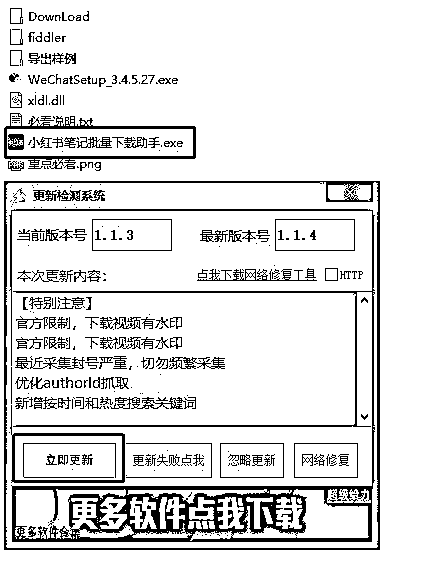 DownLoad
fiddler
导出样例
WeChatSetup_3.4.5.27.exe
xldl.dll
必看说明.txt
小红书笔记批量下载助手.exe
重点必看.png
更新检测系统
当前版本号 1.1.3 最新版本号 1.1.4
本次更新内容： 点我下载网络修复工具 HTTP
【特别注意】
官方限制，下载视频有水印
官方限制，下载视频有水印
最近采集封号严重，切勿频繁采集
优化authorId抓取
新增按时间和热度搜索关键词
立即更新 更新失败点我 忽略更新 网络修复
超级给力
更多软件点我下载
更多软件合集